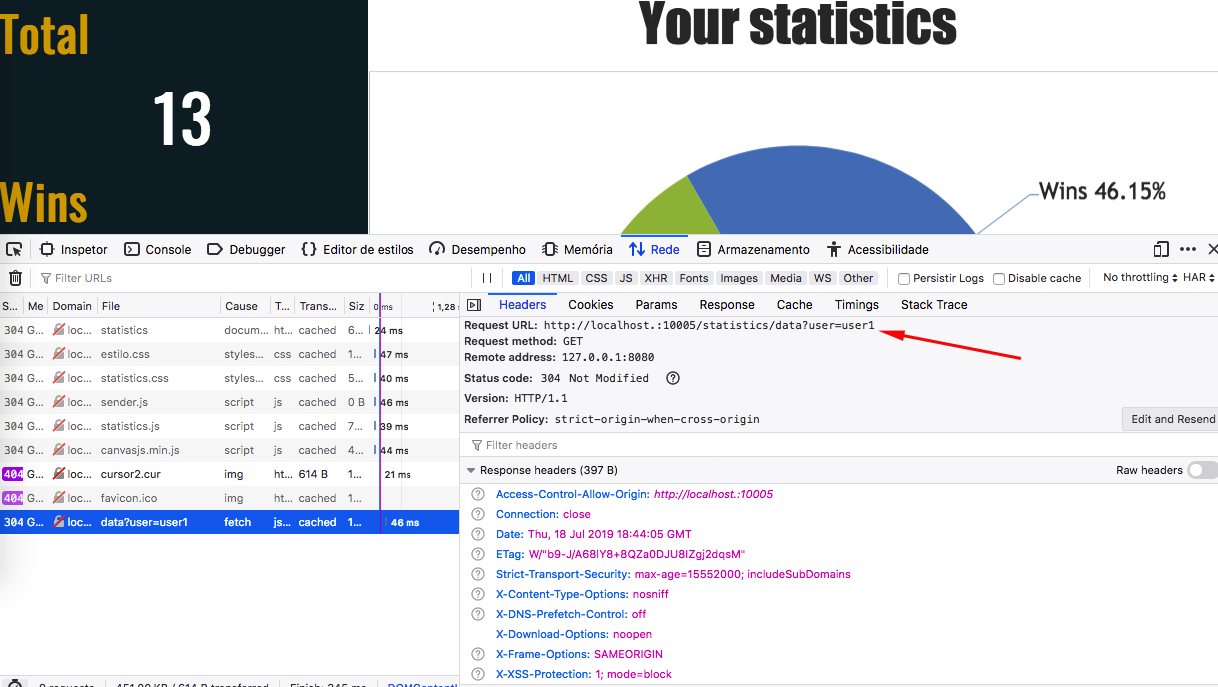 Total
13
Wins
Your statistics
Wins 46.15%
Inspetor Console Debugger Editor de estilos Desempenho Memória Rede Armazenamento Acessibilidade
Filter URLs All HTML CSS JS XHR Fonts Images Media WS Other Persistir Logs Disable cache No throttling HAR
S... Me Domain File Cause T... Trans... Siz 0 ms 1,28
304 G... loc... statistics docum... ht... cached 6... 24 ms
304 G... loc... estilo.css styles... css cached 1... 47 ms
304 G... loc... statistics.css styles... css cached 5... 40 ms
304 G... loc... sender.js script js cached 0 B 46 ms
304 G... loc... statistics.js script js cached 7... 39 ms
304 G... loc... canvasjs.min.js script js cached 4... 44 ms
404 G... loc... cursor2.cur img ht... 614 B 1... 21 ms
404 G... loc... favicon.ico img ht... cached 1...
304 G... loc... data?user=user1 fetch js... cached 1... 46 ms
Headers Cookies Params Response Cache Timings Stack Trace
Request URL: http://localhost.:10005/statistics/data?user=user1
Request method: GET
Remote address: 127.0.0.1:8080
Status code: 304 Not Modified
Version: HTTP/1.1
Referrer Policy: strict-origin-when-cross-origin Edit and Resend
Filter headers
Response headers (397 B) Raw headers
Access-Control-Allow-Origin: http://localhost.:10005
Connection: close
Date: Thu, 18 Jul 2019 18:44:05 GMT
ETag: W/"b9-J/A68lY8+8QZa0DJU8IZgj2dqsM"
Strict-Transport-Security: max-age=15552000; includeSubDomains
X-Content-Type-Options: nosniff
X-DNS-Prefetch-Control: off
X-Download-Options: noopen
X-Frame-Options: SAMEORIGIN
X-XSS-Protection: 1; mode=block
9 requests 451,00 KB / 614 B transferred Finish: 245 ms